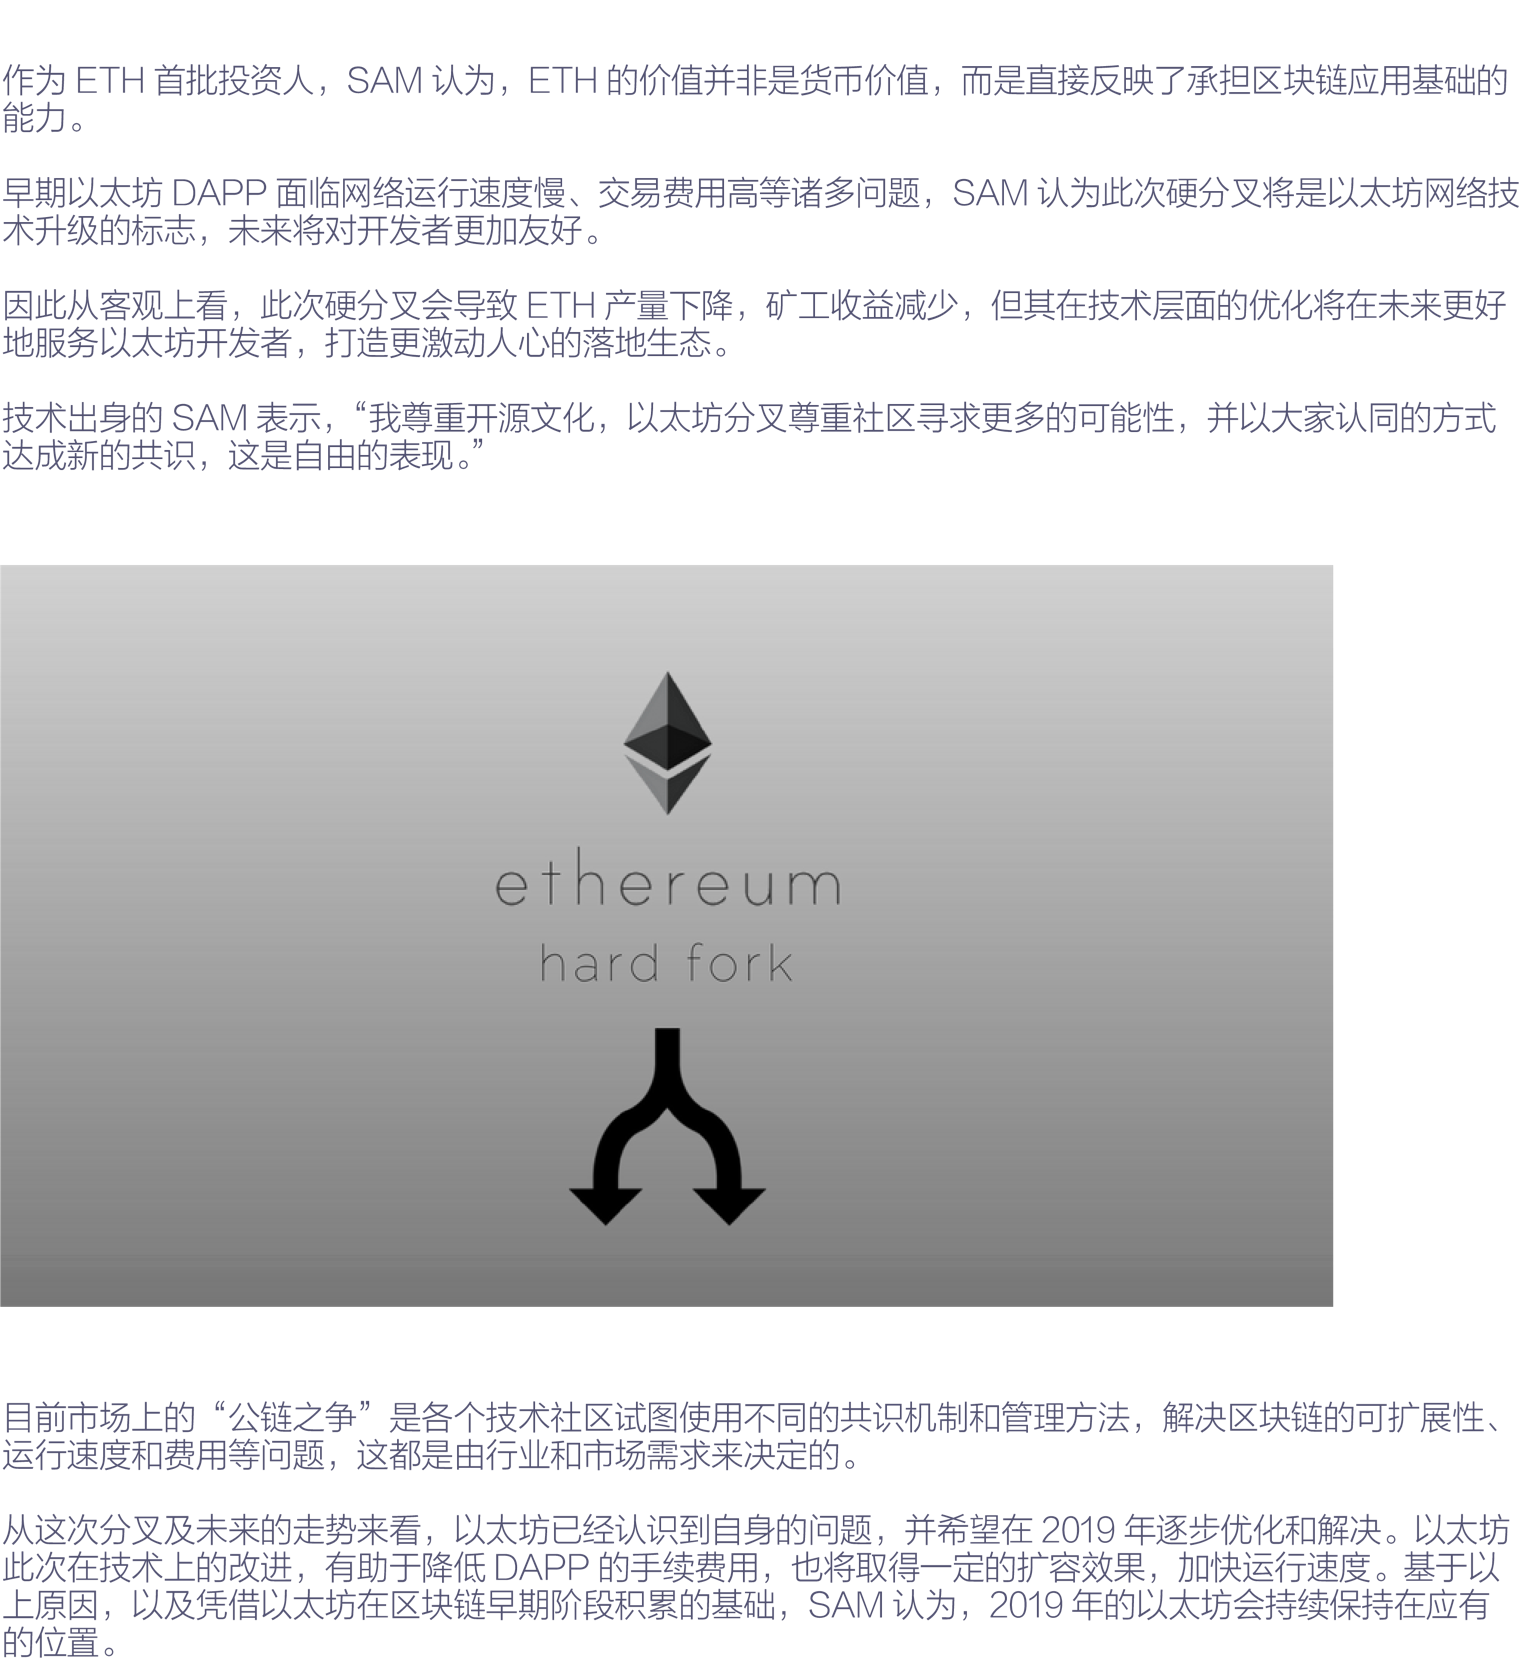 作为 ETH 首批投资人，SAM 认为，ETH 的价值并非是货币价值，而是直接反映了承担区块链应用基础的
能力。
早期以太坊 DAPP 面临网络运行速度慢、交易费用高等诸多问题，SAM 认为此次硬分叉将是以太坊网络技
术升级的标志，未来将对开发者更加友好。
因此从客观上看，此次硬分叉会导致 ETH 产量下降，矿工收益减少，但其在技术层面的优化将在未来更好
地服务以太坊开发者，打造更激动人心的落地生态。
技术出身的 SAM 表示，“我尊重开源文化，以太坊分叉尊重社区寻求更多的可能性，并以大家认同的方式
达成新的共识，这是自由的表现。”
ethereum
hard fork
目前市场上的“公链之争”是各个技术社区试图使用不同的共识机制和管理方法，解决区块链的可扩展性、
运行速度和费用等问题，这都是由行业和市场需求来决定的。
从这次分叉及未来的走势来看，以太坊已经认识到自身的问题，并希望在 2019 年逐步优化和解决。以太坊
此次在技术上的改进，有助于降低 DAPP 的手续费用，也将取得一定的扩容效果，加快运行速度。基于以
上原因，以及凭借以太坊在区块链早期阶段积累的基础，SAM 认为，2019 年的以太坊会持续保持在应有
的位置。